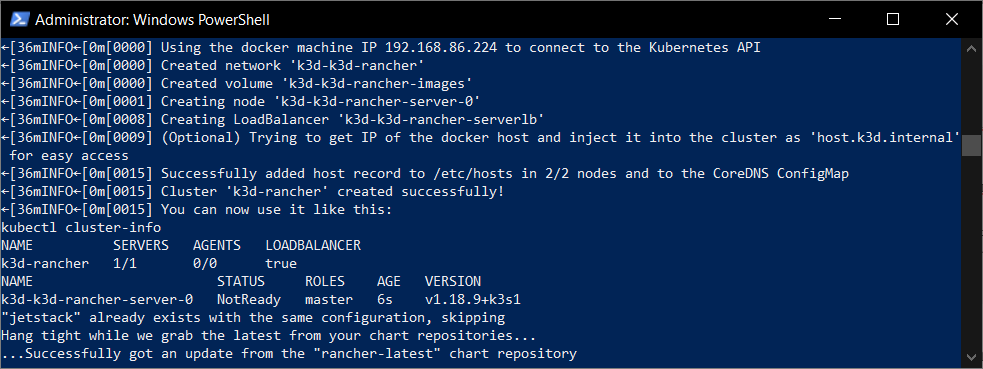 Administrator: Windows PowerShell
←[36mINFO←[0m[0000] Using the docker machine IP 192.168.86.224 to connect to the Kubernetes API
←[36mINFO←[0m[0000] Created network 'k3d-k3d-rancher'
←[36mINFO←[0m[0000] Created volume 'k3d-k3d-rancher-images'
←[36mINFO←[0m[0001] Creating node 'k3d-k3d-rancher-server-0'
←[36mINFO←[0m[0008] Creating LoadBalancer 'k3d-k3d-rancher-serverlb'
←[36mINFO←[0m[0009] (Optional) Trying to get IP of the docker host and inject it into the cluster as 'host.k3d.internal'
 for easy access
←[36mINFO←[0m[0015] Successfully added host record to /etc/hosts in 2/2 nodes and to the CoreDNS ConfigMap
←[36mINFO←[0m[0015] Cluster 'k3d-rancher' created successfully!
←[36mINFO←[0m[0015] You can now use it like this:
kubectl cluster-info
NAME          SERVERS   AGENTS   LOADBALANCER
k3d-rancher   1/1       0/0      true
NAME                       STATUS     ROLES    AGE   VERSION
k3d-k3d-rancher-server-0   NotReady   master   6s    v1.18.9+k3s1
"jetstack" already exists with the same configuration, skipping
Hang tight while we grab the latest from your chart repositories...
...Successfully got an update from the "rancher-latest" chart repository